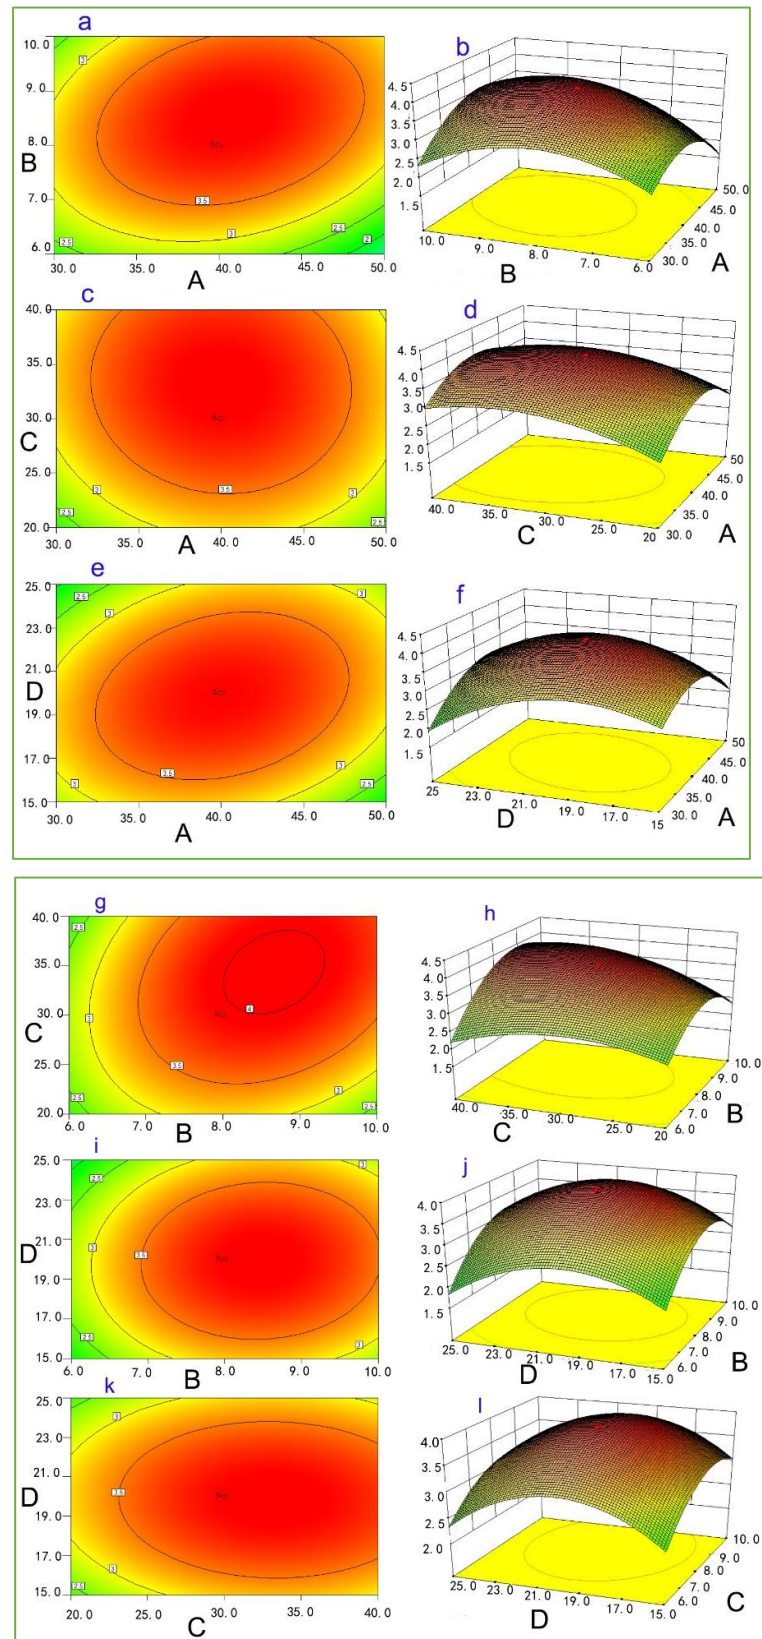 a
10. 0
9. 0
8. 0
7. 0
6. 0
B
3
3.5
3
2.5
2.5
2
30. 0 35. 0 40. 0 45. 0 50. 0
A
b
4. 5
4. 0
3. 5
3. 0
2. 5
2. 0
1. 5
10. 0 9. 0 8. 0 7. 0 6. 0
B
50. 0
45. 0
40. 0
35. 0
30. 0
A
c
40. 0
35. 0
30. 0
25. 0
20. 0
C
3
3.5
3
2.5
2.5
30. 0 35. 0 40. 0 45. 0 50. 0
A
d
4. 5
4. 0
3. 5
3. 0
2. 5
2. 0
1. 5
40. 0 35. 0 30. 0 25. 0 20
C
50
45. 0
40. 0
35. 0
30. 0
A
e
25. 0
23. 0
21. 0
19. 0
17. 0
15. 0
D
2.5
3
3
3.5
3
3
2.5
30. 0 35. 0 40. 0 45. 0 50. 0
A
f
4. 5
4. 0
3. 5
3. 0
2. 5
2. 0
1. 5
25 23. 0 21. 0 19. 0 17. 0 15
D
50
45. 0
40. 0
35. 0
30. 0
A
g
40. 0
35. 0
30. 0
25. 0
20. 0
C
2.5
3
4
3.5
3
2.5
2.5
6. 0 7. 0 8. 0 9. 0 10. 0
B
h
4. 5
4. 0
3. 5
3. 0
2. 5
2. 0
1. 5
40. 0 35. 0 30. 0 25. 0 20
C
10. 0
9. 0
8. 0
7. 0
6. 0
B
i
25. 0
23. 0
21. 0
19. 0
17. 0
15. 0
D
2.5
3
3
3.5
2.5
3
6. 0 7. 0 8. 0 9. 0 10. 0
B
j
4. 0
3. 5
3. 0
2. 5
2. 0
1. 5
25. 0 23. 0 21. 0 19. 0 17. 0 15. 0
D
10. 0
9. 0
8. 0
7. 0
6. 0
B
k
25. 0
23. 0
21. 0
19. 0
17. 0
15. 0
D
3
3.5
3
2.5
20. 0 25. 0 30. 0 35. 0 40. 0
C
l
4. 0
3. 5
3. 0
2. 5
2. 0
25. 0 23. 0 21. 0 19. 0 17. 0 15. 0
D
10. 0
9. 0
8. 0
7. 0
6. 0
C